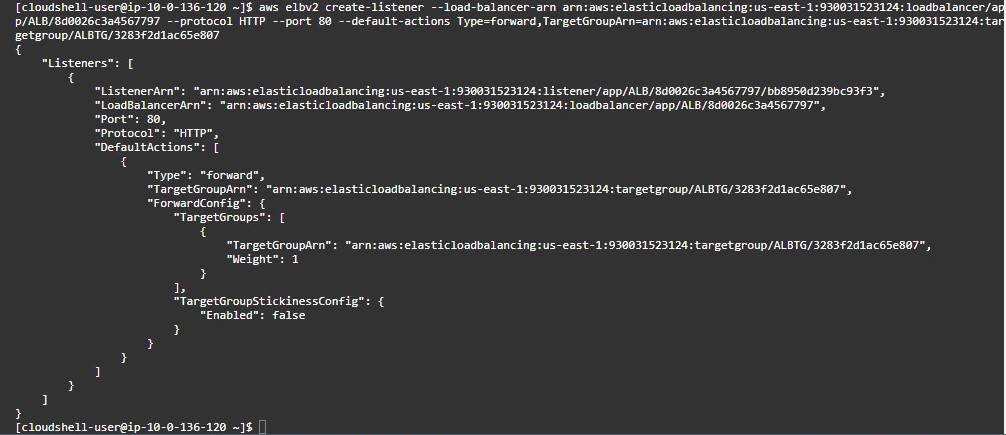 [cloudshell-user@ip-10-0-136-120 ~]$ aws elbv2 create-listener --load-balancer-arn arn:aws:elasticloadbalancing:us-east-1:930031523124:loadbalancer/ap
p/ALB/8d0026c3a4567797 --protocol HTTP --port 80 --default-actions Type=forward,TargetGroupArn=arn:aws:elasticloadbalancing:us-east-1:930031523124:tar
getgroup/ALBTG/3283f2d1ac65e807
{
    "Listeners": [
        {
            "ListenerArn": "arn:aws:elasticloadbalancing:us-east-1:930031523124:listener/app/ALB/8d0026c3a4567797/bb8950d239bc93f3",
            "LoadBalancerArn": "arn:aws:elasticloadbalancing:us-east-1:930031523124:loadbalancer/app/ALB/8d0026c3a4567797",
            "Port": 80,
            "Protocol": "HTTP",
            "DefaultActions": [
                {
                    "Type": "forward",
                    "TargetGroupArn": "arn:aws:elasticloadbalancing:us-east-1:930031523124:targetgroup/ALBTG/3283f2d1ac65e807",
                    "ForwardConfig": {
                        "TargetGroups": [
                            {
                                "TargetGroupArn": "arn:aws:elasticloadbalancing:us-east-1:930031523124:targetgroup/ALBTG/3283f2d1ac65e807",
                                "Weight": 1
                            }
                        ],
                        "TargetGroupStickinessConfig": {
                            "Enabled": false
                        }
                    }
                }
            ]
        }
    ]
}
[cloudshell-user@ip-10-0-136-120 ~]$